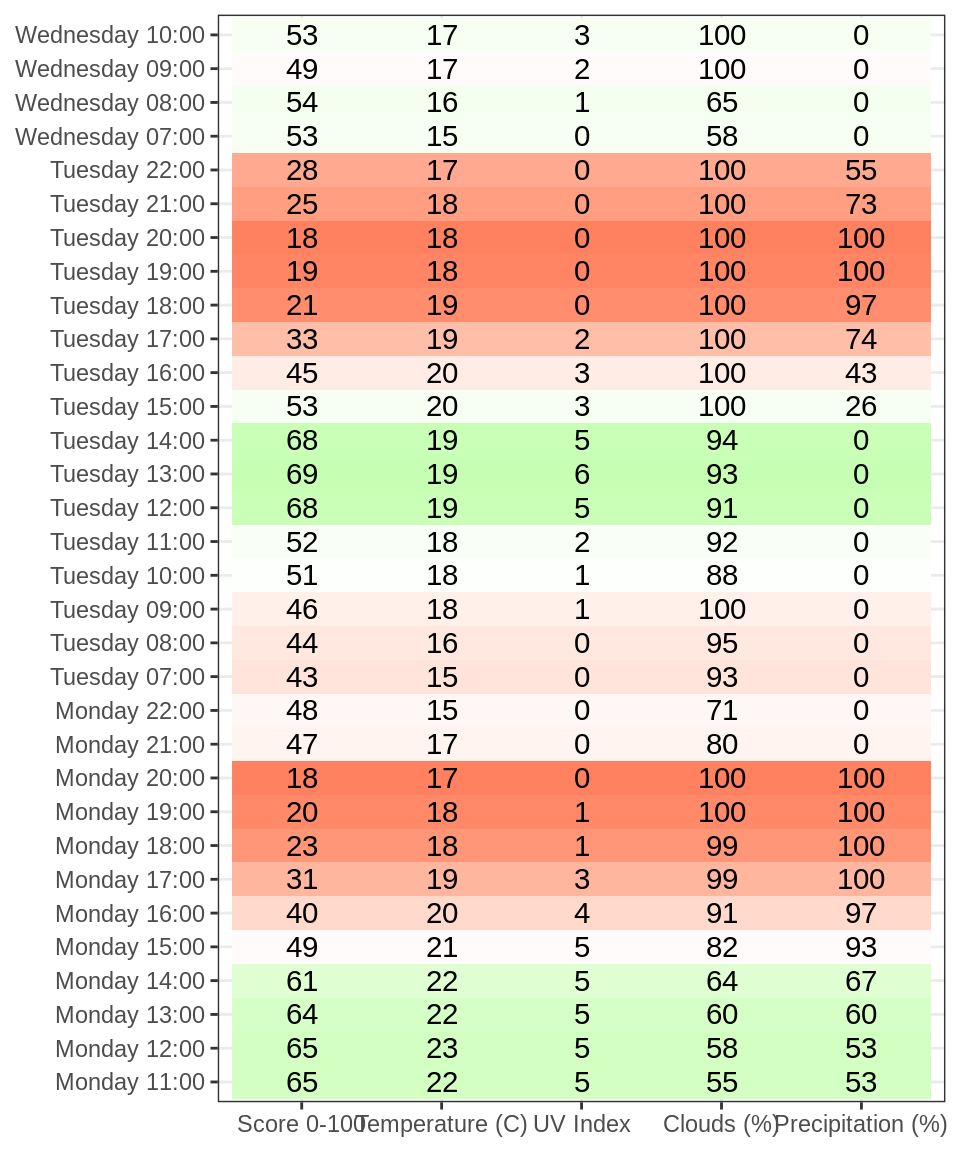 Wednesday 10:00 53 17 3 100 0
Wednesday 09:00 49 17 2 100 0
Wednesday 08:00 54 16 1 65 0
Wednesday 07:00 53 15 0 58 0
Tuesday 22:00 28 17 0 100 55
Tuesday 21:00 25 18 0 100 73
Tuesday 20:00 18 18 0 100 100
Tuesday 19:00 19 18 0 100 100
Tuesday 18:00 21 19 0 100 97
Tuesday 17:00 33 19 2 100 74
Tuesday 16:00 45 20 3 100 43
Tuesday 15:00 53 20 3 100 26
Tuesday 14:00 68 19 5 94 0
Tuesday 13:00 69 19 6 93 0
Tuesday 12:00 68 19 5 91 0
Tuesday 11:00 52 18 2 92 0
Tuesday 10:00 51 18 1 88 0
Tuesday 09:00 46 18 1 100 0
Tuesday 08:00 44 16 0 95 0
Tuesday 07:00 43 15 0 93 0
Monday 22:00 48 15 0 71 0
Monday 21:00 47 17 0 80 0
Monday 20:00 18 17 0 100 100
Monday 19:00 20 18 1 100 100
Monday 18:00 23 18 1 99 100
Monday 17:00 31 19 3 99 100
Monday 16:00 40 20 4 91 97
Monday 15:00 49 21 5 82 93
Monday 14:00 61 22 5 64 67
Monday 13:00 64 22 5 60 60
Monday 12:00 65 23 5 58 53
Monday 11:00 65 22 5 55 53
Score 0-100 Temperature (C) UV Index Clouds (%) Precipitation (%)